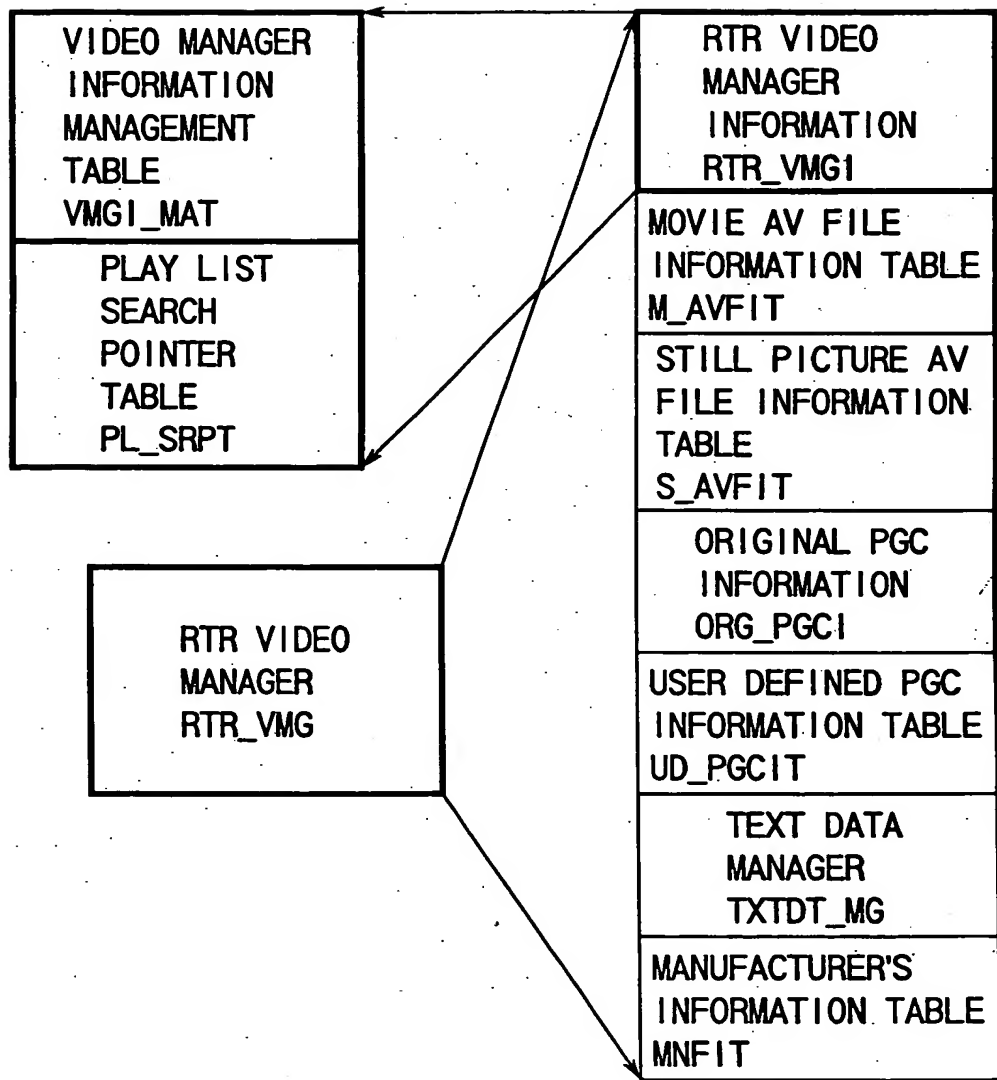 VIDEO MANAGER
INFORMATION
MANAGEMENT
TABLE
VMGI_MAT
PLAY LIST
SEARCH
POINTER
TABLE
PL_SRPT
RTR VIDEO
MANAGER
RTR_VMG
RTR VIDEO
MANAGER
INFORMATION
RTR_VMGI
MOVIE AV FILE
INFORMATION TABLE
M_AVFIT
STILL PICTURE AV
FILE INFORMATION
TABLE
S_AVFIT
ORIGINAL PGC
INFORMATION
ORG_PGCI
USER DEFINED PGC
INFORMATION TABLE
UD_PGCIT
TEXT DATA
MANAGER
TXTDT_MG
MANUFACTURER'S
INFORMATION TABLE
MNFIT